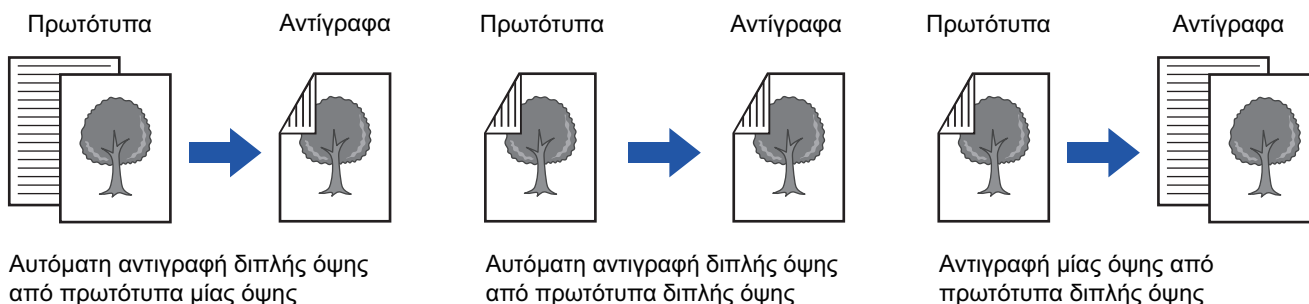 Πρωτότυπα
Αντίγραφα
Πρωτότυπα
Αντίγραφα
Πρωτότυπα
Αντίγραφα
Αυτόματη αντιγραφή διπλής όψης
από πρωτότυπα μίας όψης
Αυτόματη αντιγραφή διπλής όψης
από πρωτότυπα διπλής όψης
Αντιγραφή μίας όψης από
πρωτότυπα διπλής όψης